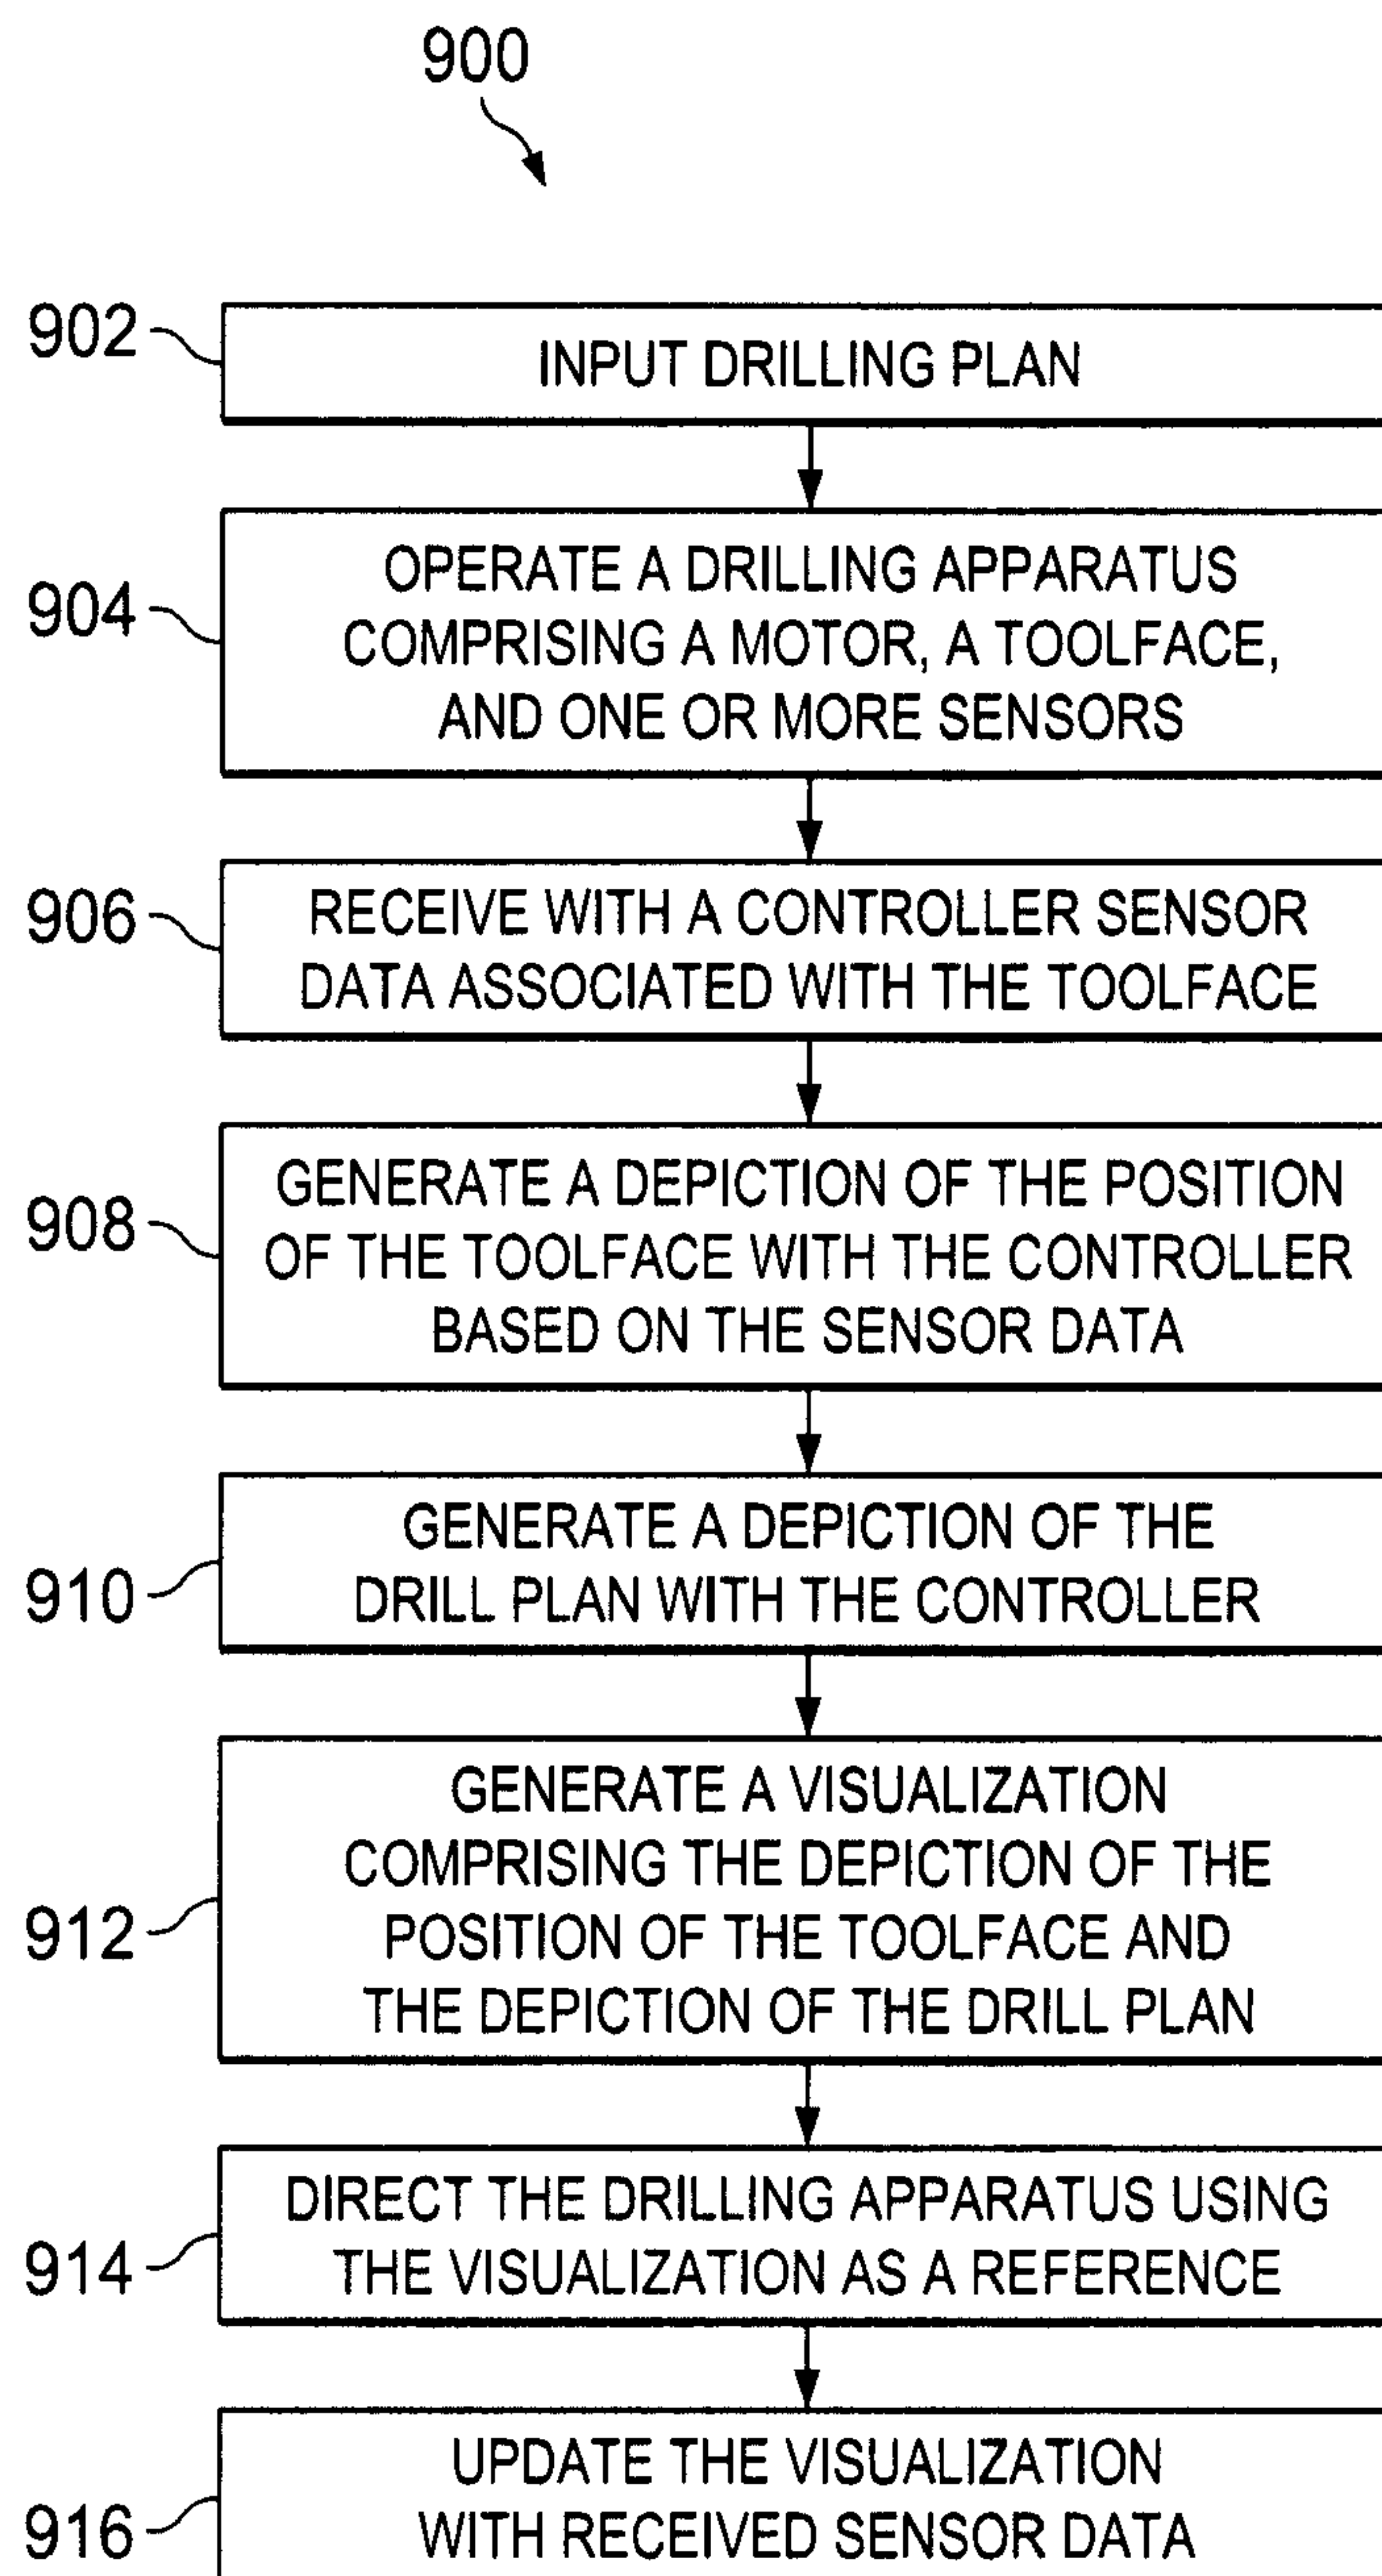 900
902
INPUT DRILLING PLAN
904
OPERATE A DRILLING APPARATUS
COMPRISING A MOTOR, A TOOLFACE,
AND ONE OR MORE SENSORS
906
RECEIVE WITH A CONTROLLER SENSOR
DATA ASSOCIATED WITH THE TOOLFACE
908
GENERATE A DEPICTION OF THE POSITION
OF THE TOOLFACE WITH THE CONTROLLER
BASED ON THE SENSOR DATA
910
GENERATE A DEPICTION OF THE
DRILL PLAN WITH THE CONTROLLER
912
GENERATE A VISUALIZATION
COMPRISING THE DEPICTION OF THE
POSITION OF THE TOOLFACE AND
THE DEPICTION OF THE DRILL PLAN
914
DIRECT THE DRILLING APPARATUS USING
THE VISUALIZATION AS A REFERENCE
916
UPDATE THE VISUALIZATION
WITH RECEIVED SENSOR DATA